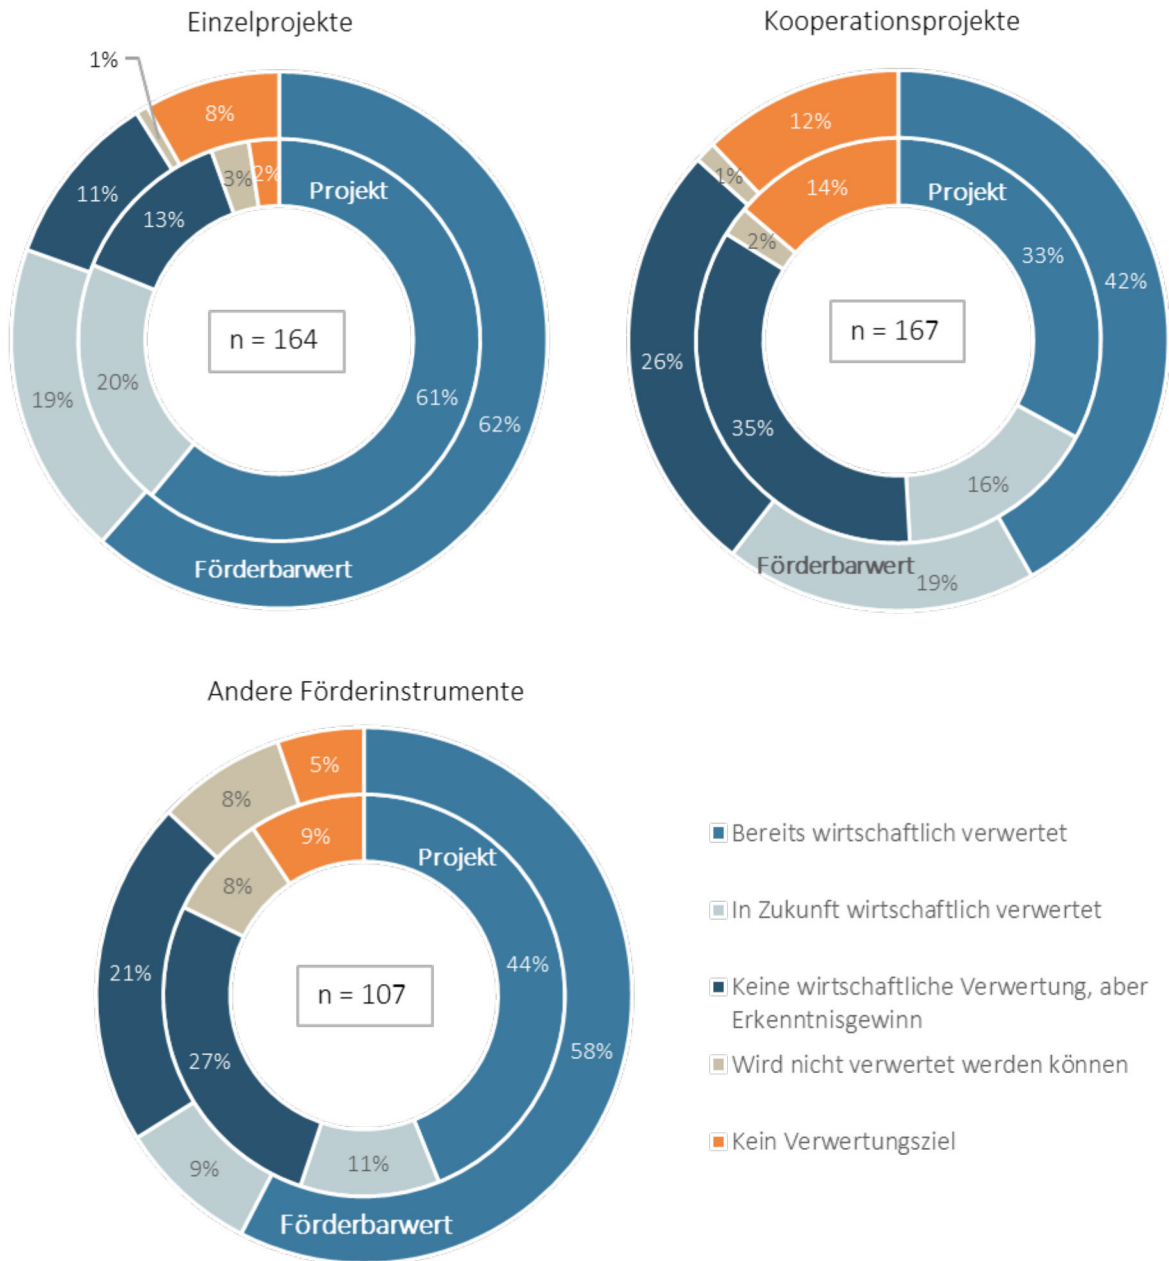 Einzelprojekte
1%
8%
11%
3%
2%
13%
Projekt
n = 164
20%
19%
61%
62%
Förderbarwert
Kooperationsprojekte
12%
1%
14%
Projekt
2%
33%
42%
n = 167
26%
35%
16%
Förderbarwert
19%
Andere Förderinstrumente
5%
8%
9%
Projekt
8%
44%
21%
n = 107
27%
58%
11%
9%
Förderbarwert
Bereits wirtschaftlich verwertet
In Zukunft wirtschaftlich verwertet
Keine wirtschaftliche Verwertung, aber
Erkenntnisgewinn
Wird nicht verwertet werden können
Kein Verwertungsziel